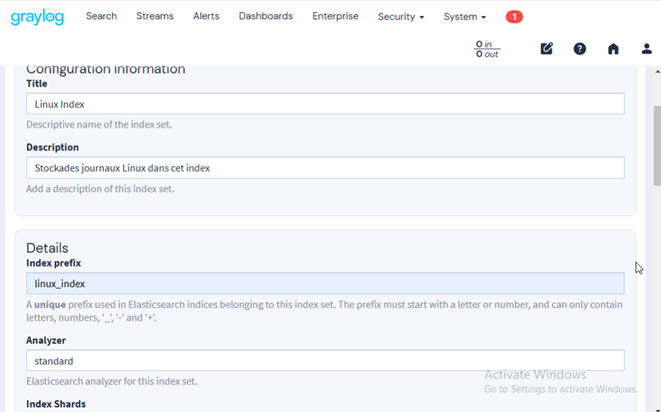 graylog Search Streams Alerts Dashboards Enterprise Security System 1
0 in
0 out
Configuration Information
Title
Linux Index
Descriptive name of the index set.
Description
Stockades journaux Linux dans cet index
Add a description of this index set.
Details
Index prefix
linux_index
A unique prefix used in Elasticsearch indices belonging to this index set. The prefix must start with a letter or number, and can only contain
letters, numbers, '_', '-' and '+'.
Analyzer
standard
Elasticsearch analyzer for this index set.
Index Shards
Activate Windows
Go to Settings to activate Windows.